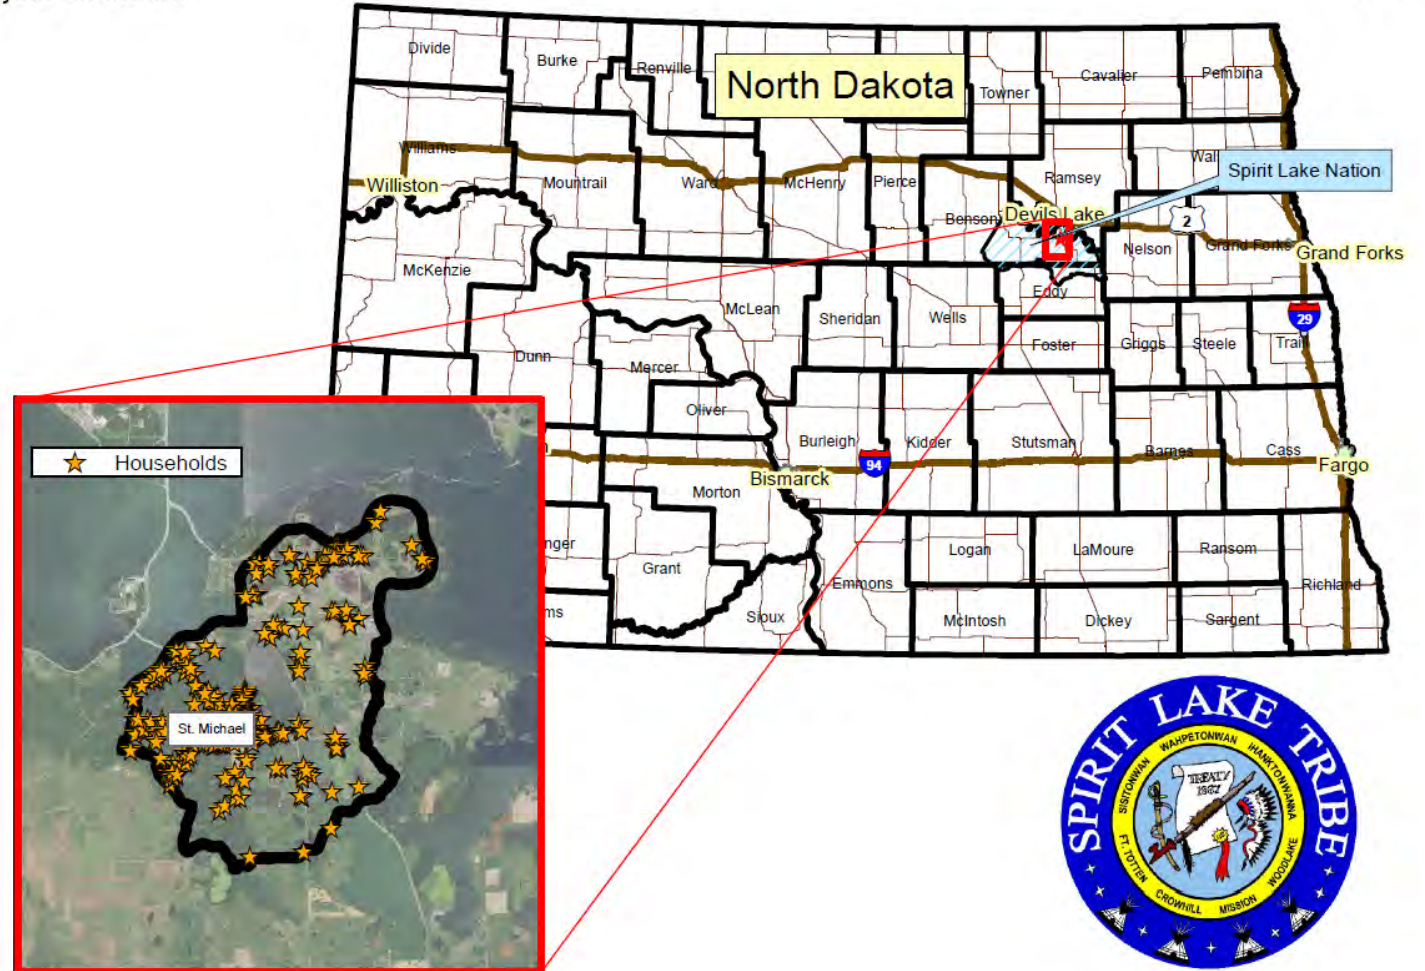 Divide
Burke
Renville
North Dakota
Towner
Cavalier
Pembina
Williams
Williston
Mountrail
Ward
McHenry
Pierce
Benson
Ramsey
Wal
Spirit Lake Nation
Devils Lake
2
Nelson
Grand Forks
Grand Forks
McKenzie
McLean
Sheridan
Wells
Eddy
Foster
Griggs
Steele
Traill
29
Dunn
Mercer
Oliver
Burleigh
Kidder
Stutsman
Barnes
Cass
Fargo
94
Bismarck
Morton
nger
Grant
Sioux
Emmons
Logan
LaMoure
Ransom
Richland
ms
McIntosh
Dickey
Sargent
Households
St. Michael
SPIRIT LAKE TRIBE
SISITONWAN WAHPETONWAN IHANKTONWANNA
TREATY
1867
FT. TOTTEN CROWHILL MISSION WOODLAKE